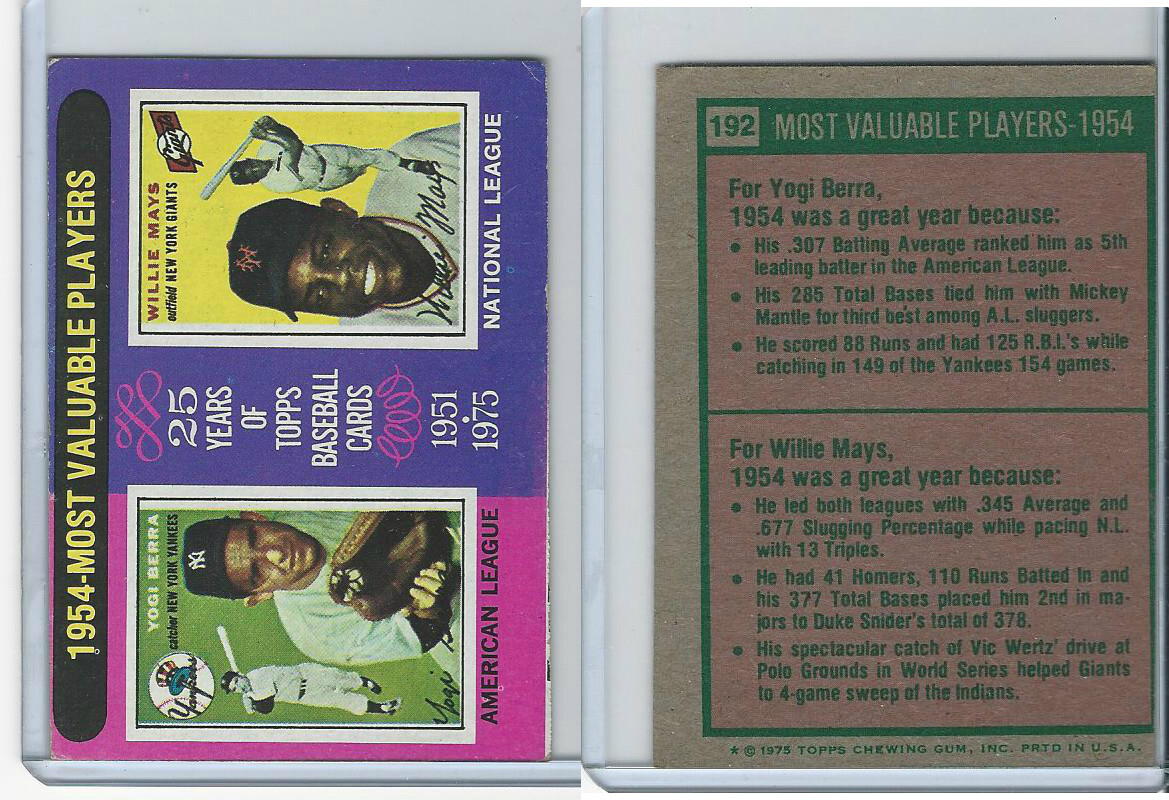 1954-MOST VALUABLE PLAYERS
YOGI BERRA
catcher NEW YORK YANKEES
Yankees
NY
Yogi
AMERICAN LEAGUE
25
YEARS
OF
TOPPS
BASEBALL
CARDS
1951
1975
WILLIE MAYS
outfield NEW YORK GIANTS
Giants
NY
Willie Mays
NATIONAL LEAGUE
192 MOST VALUABLE PLAYERS-1954
For Yogi Berra,
1954 was a great year because:
• His .307 Batting Average ranked him as 5th
leading batter in the American League.
• His 285 Total Bases tied him with Mickey
Mantle for third best among A.L. sluggers.
• He scored 88 Runs and had 125 R.B.I.'s while
catching in 149 of the Yankees 154 games.
For Willie Mays,
1954 was a great year because:
• He led both leagues with .345 Average and
.677 Slugging Percentage while pacing N.L.
with 13 Triples.
• He had 41 Homers, 110 Runs Batted In and
his 377 Total Bases placed him 2nd in ma-
jors to Duke Snider's total of 378.
• His spectacular catch of Vic Wertz' drive at
Polo Grounds in World Series helped Giants
to 4-game sweep of the Indians.
★ © 1975 TOPPS CHEWING GUM, INC. PRTD IN U.S.A.